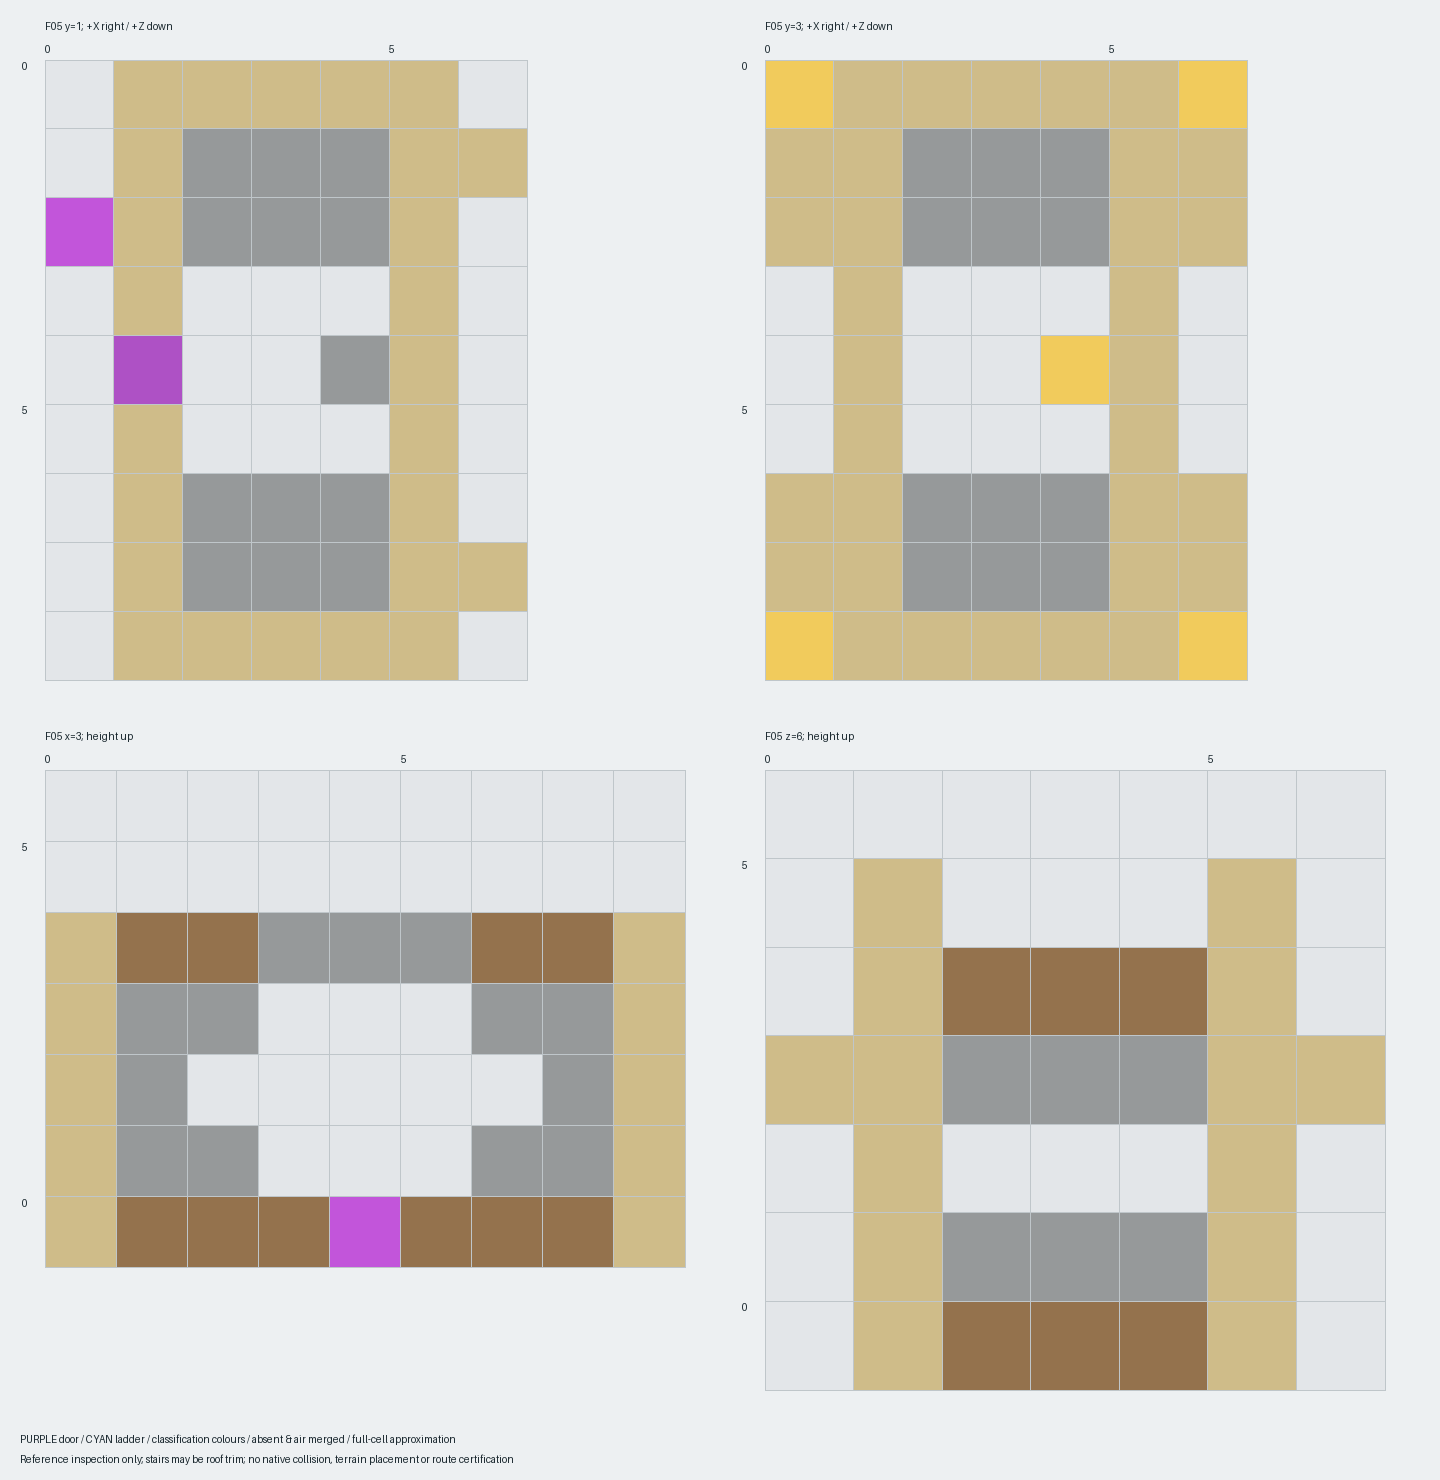 F05 y=1; +X right / +Z down
0 5
0
5
F05 y=3; +X right / +Z down
0 5
0
5
F05 x=3; height up
0 5
5
0
F05 z=6; height up
0 5
5
0
PURPLE door / CYAN ladder / classification colours / absent & air merged / full-cell approximation
Reference inspection only; stairs may be roof trim; no native collision, terrain placement or route certification